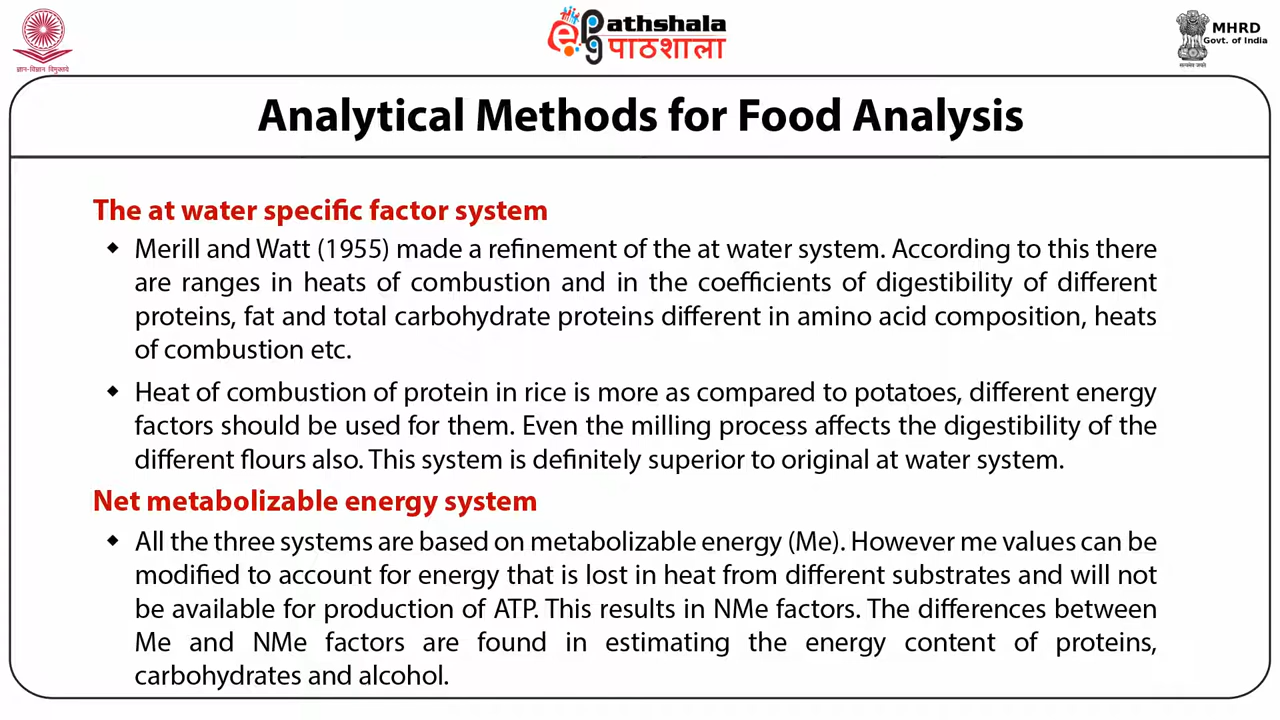 ePathshala
पाठशाला
ज्ञान-विज्ञान विमुक्तये
MHRD
Govt. of India
सत्यमेव जयते
Analytical Methods for Food Analysis
The at water specific factor system
Merill and Watt (1955) made a refinement of the at water system. According to this there
are ranges in heats of combustion and in the coefficients of digestibility of different
proteins, fat and total carbohydrate proteins different in amino acid composition, heats
of combustion etc.
Heat of combustion of protein in rice is more as compared to potatoes, different energy
factors should be used for them. Even the milling process affects the digestibility of the
different flours also. This system is definitely superior to original at water system.
Net metabolizable energy system
All the three systems are based on metabolizable energy (Me). However me values can be
modified to account for energy that is lost in heat from different substrates and will not
be available for production of ATP. This results in NMe factors. The differences between
Me and NMe factors are found in estimating the energy content of proteins,
carbohydrates and alcohol.